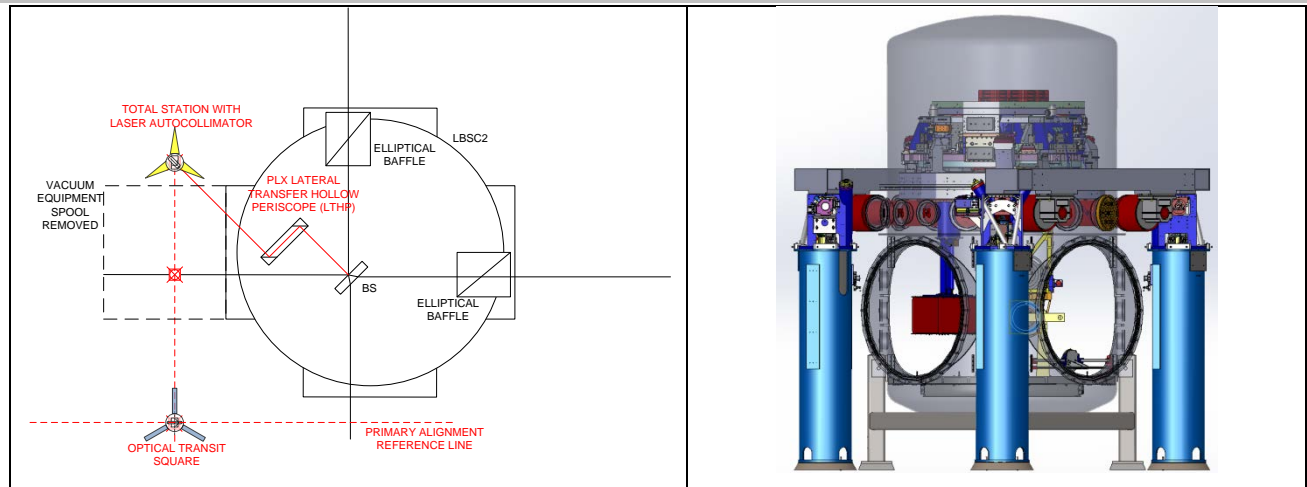 TOTAL STATION WITH
LASER AUTOCOLLIMATOR
LBSC2
ELLIPTICAL
BAFFLE
PLX LATERAL
TRANSFER HOLLOW
PERISCOPE (LTHP)
VACUUM
EQUIPMENT
SPOOL
REMOVED
BS
ELLIPTICAL
BAFFLE
PRIMARY ALIGNMENT
REFERENCE LINE
OPTICAL TRANSIT
SQUARE